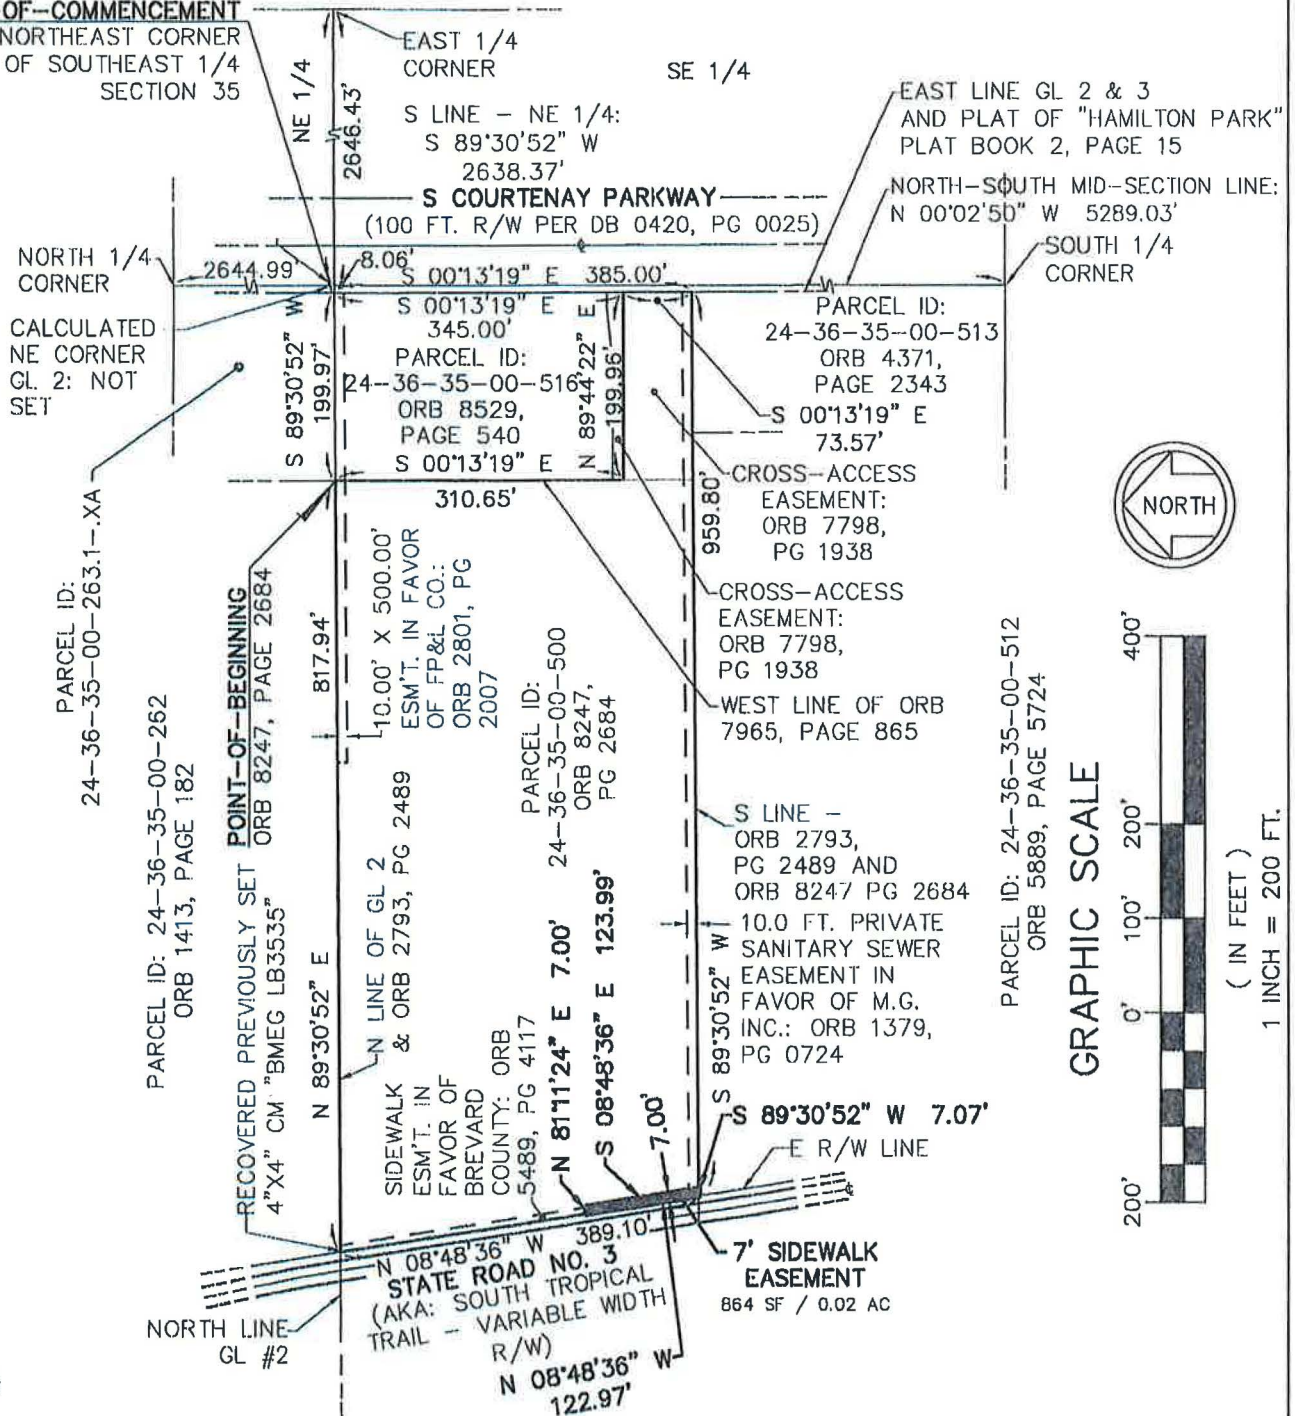 OF-COMMENCEMENT
NORTHEAST CORNER
OF SOUTHEAST 1/4
SECTION 35
EAST 1/4
CORNER
SE 1/4
NE 1/4
2646.43'
S LINE - NE 1/4:
S 89°30'52" W
2638.37'
EAST LINE GL 2 & 3
AND PLAT OF "HAMILTON PARK"
PLAT BOOK 2, PAGE 15
NORTH-SOUTH MID-SECTION LINE:
N 00°02'50" W 5289.03'
S COURTENAY PARKWAY
(100 FT. R/W PER DB 0420, PG 0025)
SOUTH 1/4
CORNER
NORTH 1/4
CORNER
2644.99'
8.06'
S 00°13'19" E 385.00'
S 00°13'19" E
345.00'
CALCULATED
NE CORNER
GL 2: NOT
SET
S 89°30'52" W
199.97'
PARCEL ID:
24-36-35-00-516
ORB 8529,
PAGE 540
S 00°13'19" E
310.65'
N 89°44'22" E
199.96'
PARCEL ID:
24-36-35-00-513
ORB 4371,
PAGE 2343
S 00°13'19" E
73.57'
CROSS-ACCESS
EASEMENT:
ORB 7798,
PG 1938
959.80'
NORTH
CROSS-ACCESS
EASEMENT:
ORB 7798,
PG 1938
WEST LINE OF ORB
7965, PAGE 865
PARCEL ID:
24-36-35-00-263.1-.XA
PARCEL ID: 24-36-35-00-262
ORB 1413, PAGE 182
POINT-OF-BEGINNING
ORB 8247, PAGE 2684
817.94'
10.00' X 500.00'
ESM'T. IN FAVOR
OF FP&L CO.:
ORB 2801, PG
2007
PARCEL ID:
24-36-35-00-500
ORB 8247,
PG 2684
S LINE -
ORB 2793,
PG 2489 AND
ORB 8247 PG 2684
PARCEL ID: 24-36-35-00-512
ORB 5889, PAGE 5724
10.0 FT. PRIVATE
SANITARY SEWER
EASEMENT IN
FAVOR OF M.G.
INC.: ORB 1379,
PG 0724
S 89°30'52" W
RECOVERED PREVIOUSLY SET
4"X4" CM "BMEG LB3535"
N 89°30'52" E
N LINE OF GL 2
& ORB 2793, PG 2489
SIDEWALK
ESM'T. IN
FAVOR OF
BREVARD
COUNTY: ORB
5489, PG 4117
N 81°11'24" E 7.00'
S 08°48'36" E 123.99'
7.00'
S 89°30'52" W 7.07'
E R/W LINE
N 08°48'36" W 389.10'
STATE ROAD NO. 3
(AKA: SOUTH TROPICAL
TRAIL - VARIABLE WIDTH
R/W)
7' SIDEWALK
EASEMENT
864 SF / 0.02 AC
NORTH LINE
GL #2
N 08°48'36" W
122.97'
GRAPHIC SCALE
400'
200'
100'
0'
200'
( IN FEET )
1 INCH = 200 FT.